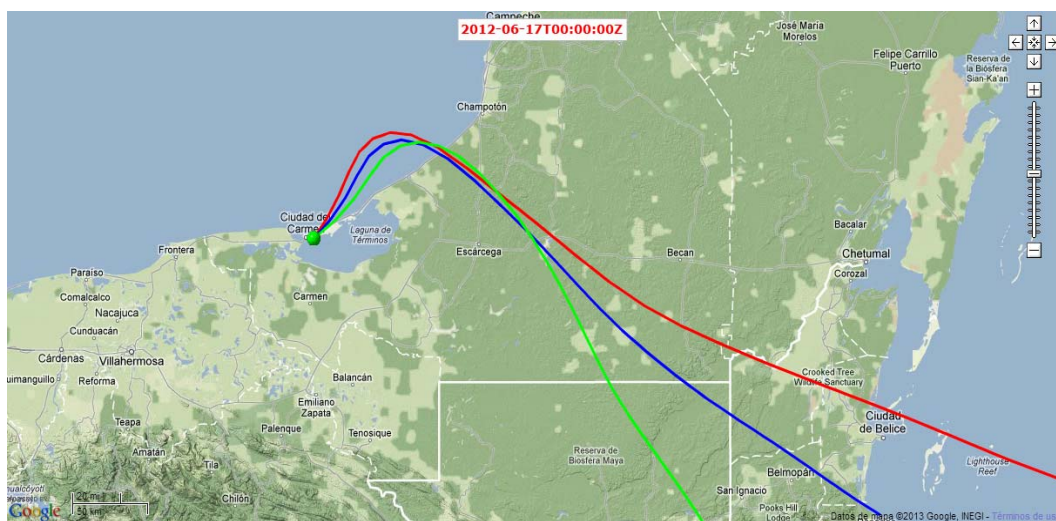 Campeche
2012-06-17T00:00:00Z
José María
Morelos
Felipe Carrillo
Puerto
Reserva de
la Biósfera
Sian-Ka'an
Champotón
Ciudad del
Carmen
Laguna de
Términos
Frontera
Escárcega
Becan
Bacalar
Chetumal
Corozal
Paraiso
Comalcalco
Carmen
Nacajuca
Cunduacán
Cárdenas
Villahermosa
Reforma
Balancán
Crooked Tree
Wildlife Sanctuary
Emiliano
Zapata
Ciudad
de Belice
Teapa
Palenque
Tenosique
Amatán
Tila
Reserva de
Biosfera Maya
Lighthouse
Reef
Belmopán
San Ignacio
Chilón
20 mi
50 km
Google
Pooks Hill
Lodge
Datos de mapa ©2013 Google, INEGI - Términos de uso